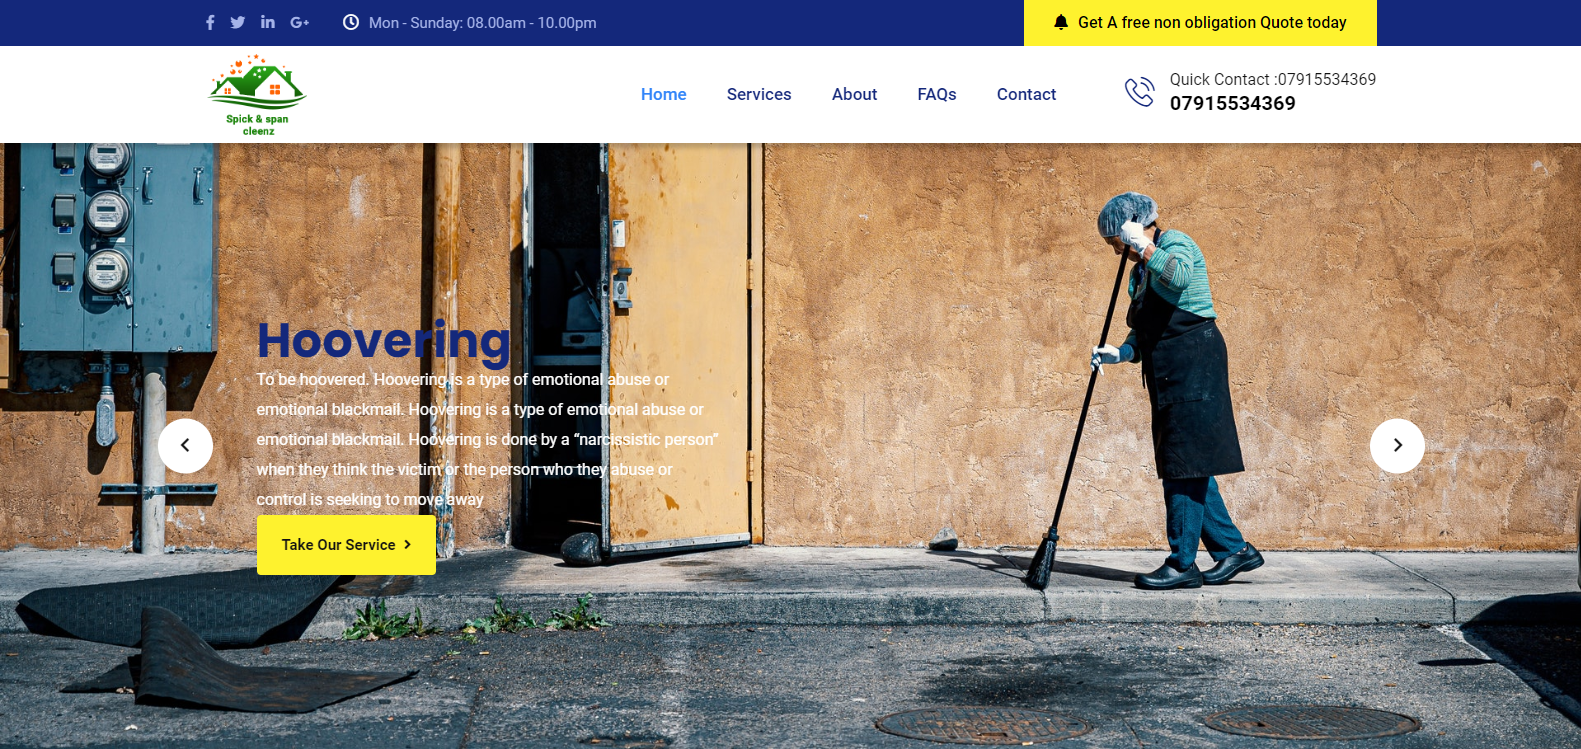 Mon - Sunday: 08.00am - 10.00pm
Get A free non obligation Quote today
Spick & span
cleenz
Home
Services
About
FAQs
Contact
Quick Contact :07915534369
07915534369
Hoovering
To be hoovered. Hoovering is a type of emotional abuse or
emotional blackmail. Hoovering is a type of emotional abuse or
emotional blackmail. Hoovering is done by a “narcissistic person”
when they think the victim or the person who they abuse or
control is seeking to move away
Take Our Service